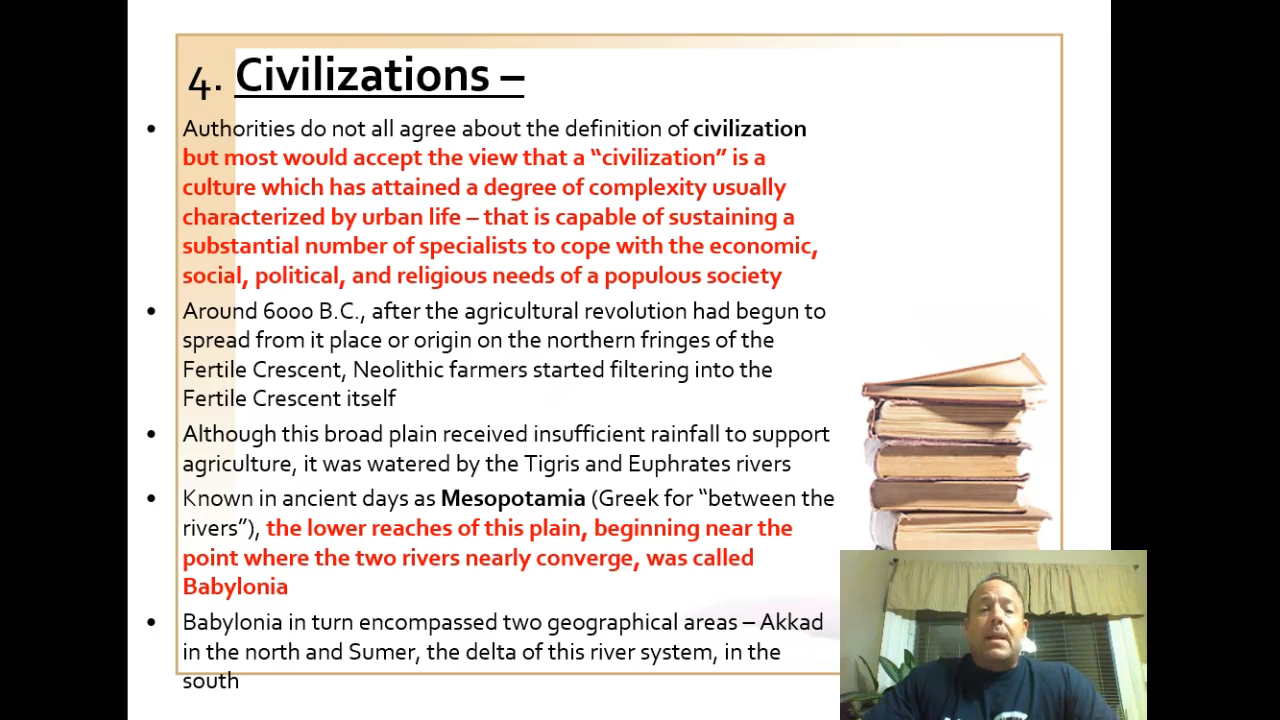 4. Civilizations –
• Authorities do not all agree about the definition of civilization
but most would accept the view that a “civilization” is a
culture which has attained a degree of complexity usually
characterized by urban life – that is capable of sustaining a
substantial number of specialists to cope with the economic,
social, political, and religious needs of a populous society
• Around 6000 B.C., after the agricultural revolution had begun to
spread from it place or origin on the northern fringes of the
Fertile Crescent, Neolithic farmers started filtering into the
Fertile Crescent itself
• Although this broad plain received insufficient rainfall to support
agriculture, it was watered by the Tigris and Euphrates rivers
• Known in ancient days as Mesopotamia (Greek for “between the
rivers”), the lower reaches of this plain, beginning near the
point where the two rivers nearly converge, was called
Babylonia
• Babylonia in turn encompassed two geographical areas – Akkad
in the north and Sumer, the delta of this river system, in the
south